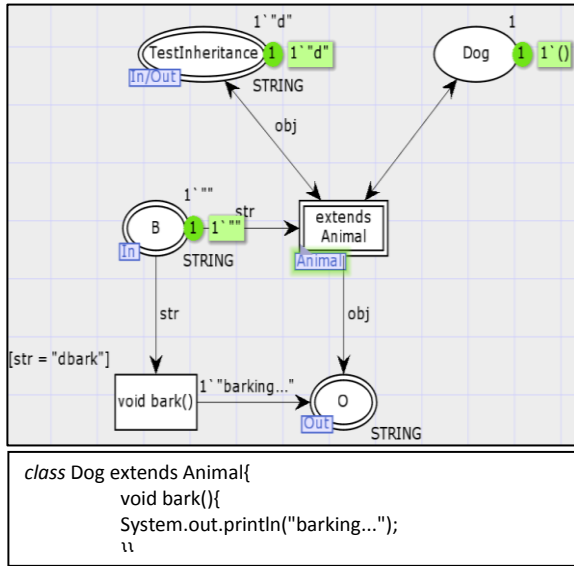 1`"d"
1
TestInheritance 1 1`"d"
Dog 1 1`()
In/Out
STRING
obj
1`""
str
extends
Animal
B 1 1`""
In
STRING
Animal
str
obj
[str = "dbark"]
1`"barking..."
void bark()
O
Out
STRING
class Dog extends Animal{
void bark(){
System.out.println("barking...");